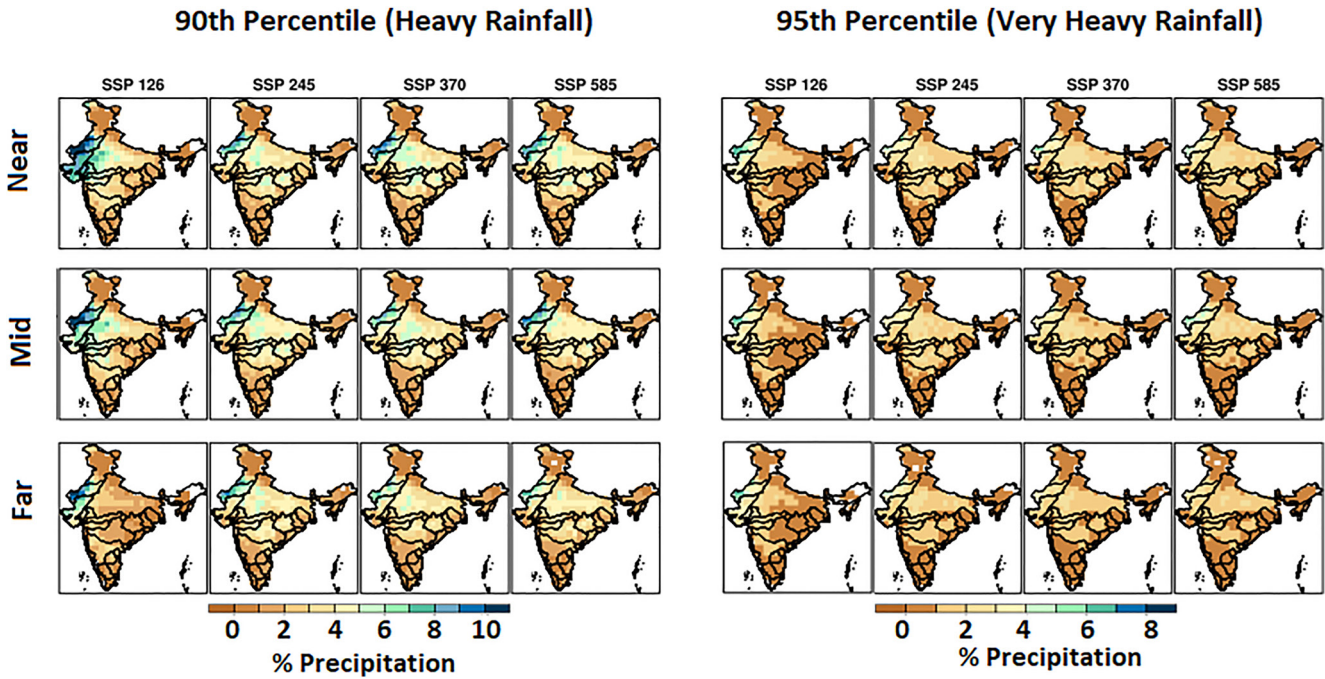 90th Percentile (Heavy Rainfall) 95th Percentile (Very Heavy Rainfall)
SSP 126 SSP 245 SSP 370 SSP 585 SSP 126 SSP 245 SSP 370 SSP 585
Near
Mid
Far
0 2 4 6 8 10 0 2 4 6 8
% Precipitation % Precipitation